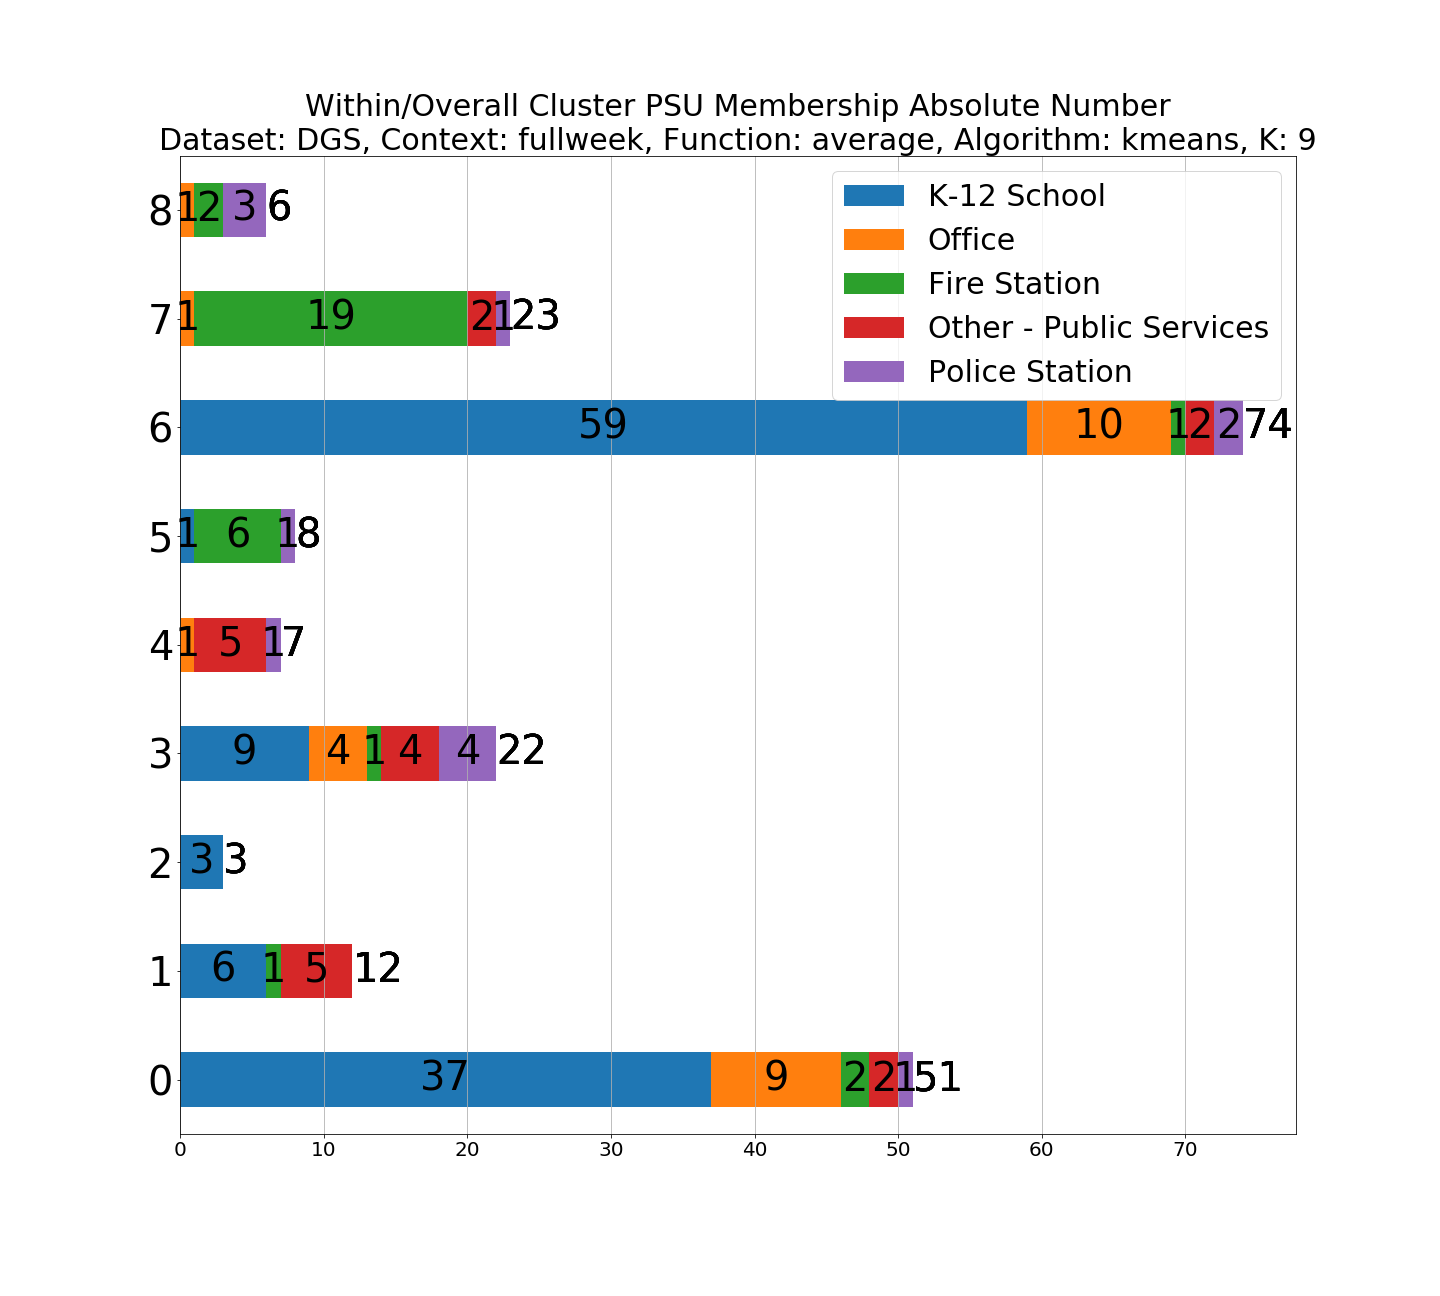 Within/Overall Cluster PSU Membership Absolute Number
Dataset: DGS, Context: fullweek, Function: average, Algorithm: kmeans, K: 9
K-12 School
Office
Fire Station
Other - Public Services
Police Station
8 1 2 3 6
7 1 19 2 1 23
6 59 10 1 2 2 74
5 1 6 1 8
4 1 5 1 7
3 9 4 1 4 4 22
2 3 3
1 6 1 5 12
0 37 9 2 2 1 51
0 10 20 30 40 50 60 70